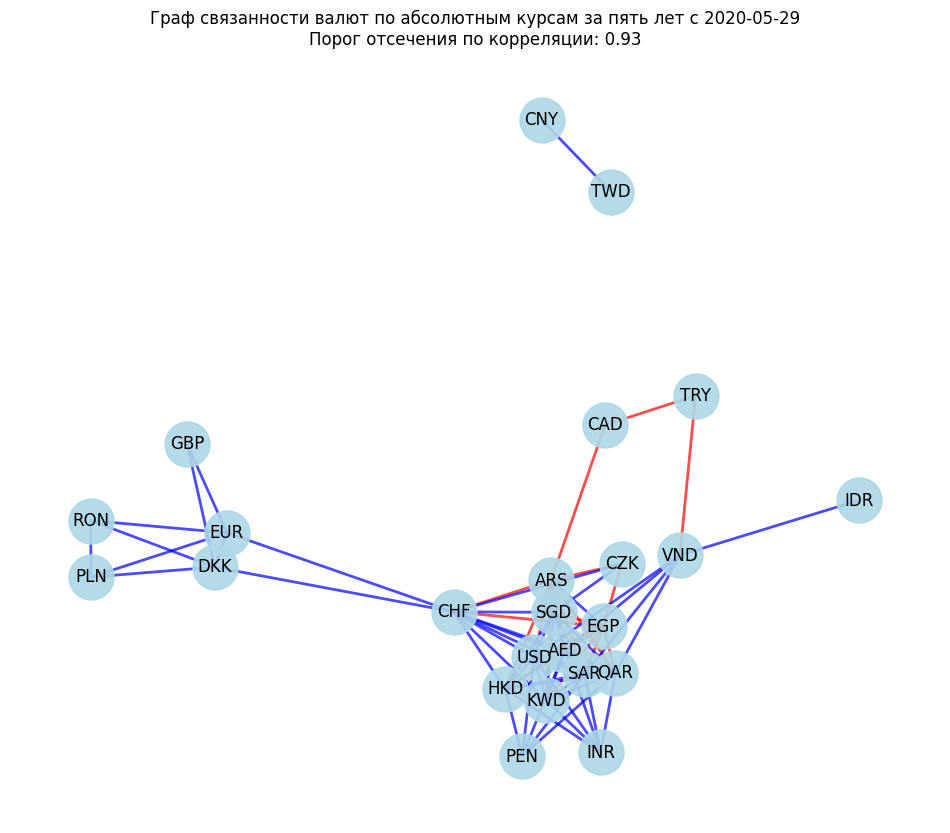 Граф связанности валют по абсолютным курсам за пять лет с 2020-05-29
Порог отсечения по корреляции: 0.93
CNY
TWD
TRY
CAD
GBP
IDR
RON
EUR
VND
CZK
DKK
PLN
ARS
CHF
SGD
EGP
AED
USD
SAR
QAR
HKD
KWD
PEN
INR